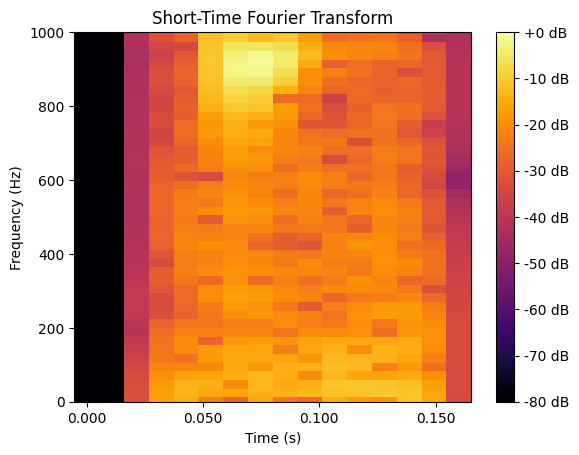 Short-Time Fourier Transform
1000
800
600
400
200
0
Frequency (Hz)
0.000
0.050
0.100
0.150
Time (s)
+0 dB
-10 dB
-20 dB
-30 dB
-40 dB
-50 dB
-60 dB
-70 dB
-80 dB